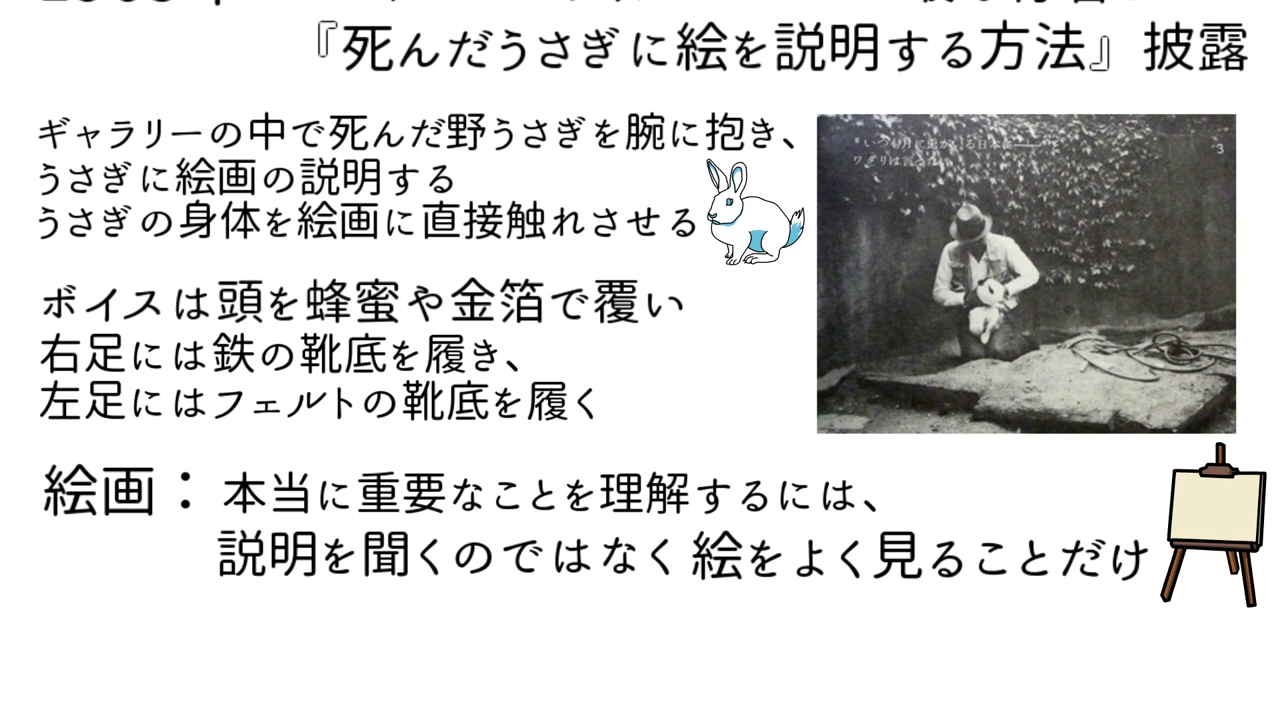 『死んだうさぎに絵を説明する方法』披露
ギャラリーの中で死んだ野うさぎを腕に抱き、
うさぎに絵画の説明する
うさぎの身体を絵画に直接触れさせる
ボイスは頭を蜂蜜や金箔で覆い
右足には鉄の靴底を履き、
左足にはフェルトの靴底を履く
絵画：本当に重要なことを理解するには、
説明を聞くのではなく絵をよく見ることだけ
3